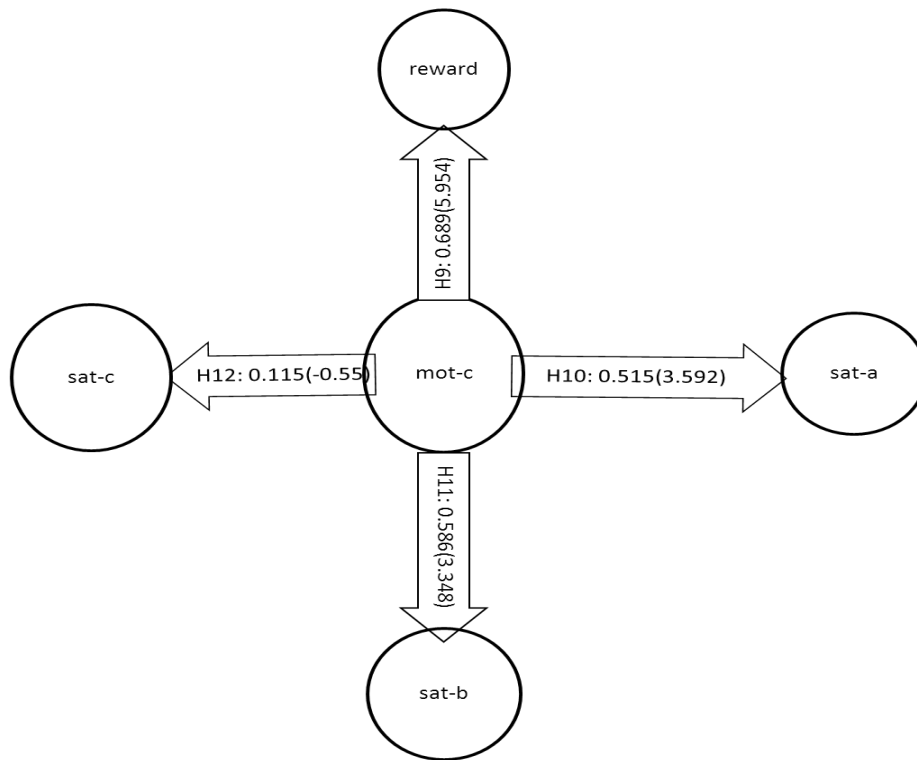 reward
H9: 0.689(5.954)
sat-c
H12: 0.115(-0.55)
mot-c
H10: 0.515(3.592)
sat-a
H11: 0.586(3.348)
sat-b